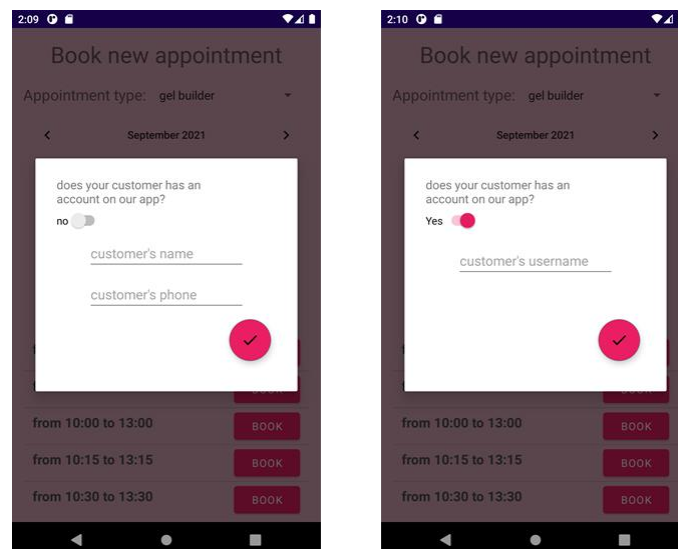 2:09
Book new appointment
Appointment type: gel builder
September 2021
does your customer has an
account on our app?
no
customer's name
customer's phone
from 10:00 to 13:00 BOOK
from 10:15 to 13:15 BOOK
from 10:30 to 13:30 BOOK
2:10
Book new appointment
Appointment type: gel builder
September 2021
does your customer has an
account on our app?
Yes
customer's username
from 10:00 to 13:00 BOOK
from 10:15 to 13:15 BOOK
from 10:30 to 13:30 BOOK